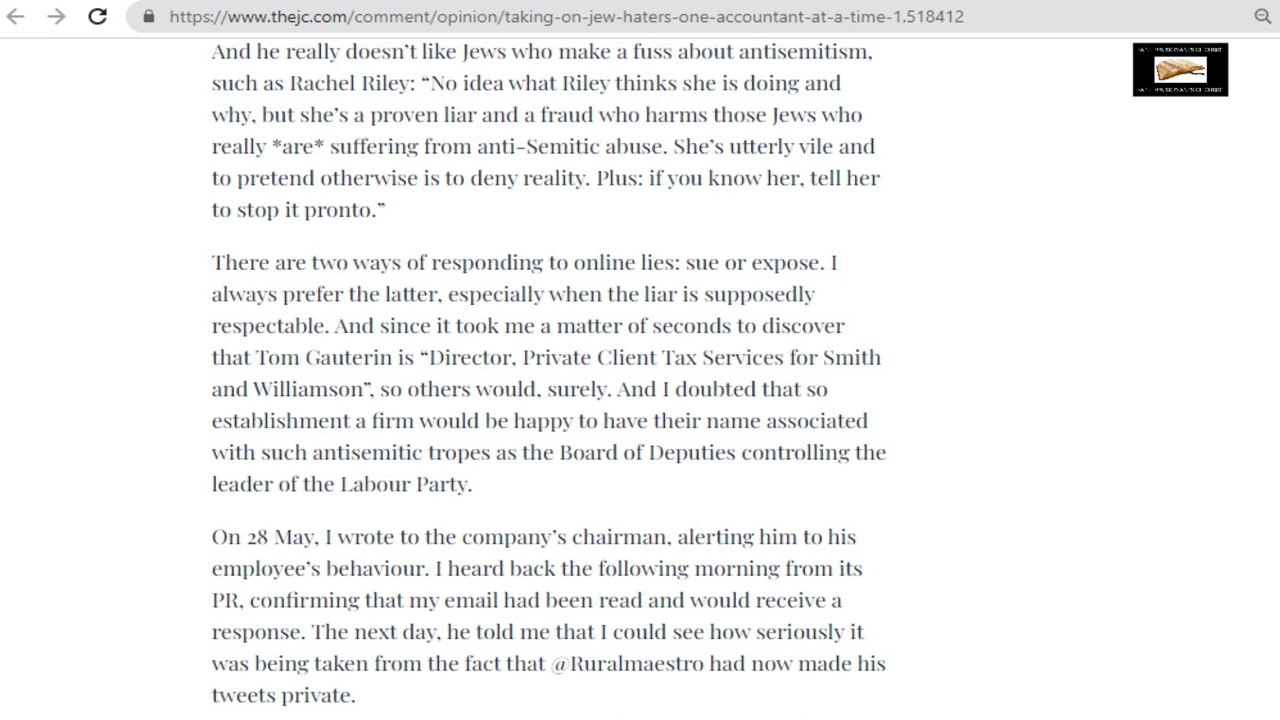 https://www.thejc.com/comment/opinion/taking-on-jew-haters-one-accountant-at-a-time-1.518412
And he really doesn’t like Jews who make a fuss about antisemitism,
such as Rachel Riley: “No idea what Riley thinks she is doing and
why, but she’s a proven liar and a fraud who harms those Jews who
really *are* suffering from anti-Semitic abuse. She’s utterly vile and
to pretend otherwise is to deny reality. Plus: if you know her, tell her
to stop it pronto.”
There are two ways of responding to online lies: sue or expose. I
always prefer the latter, especially when the liar is supposedly
respectable. And since it took me a matter of seconds to discover
that Tom Gauterin is “Director, Private Client Tax Services for Smith
and Williamson”, so others would, surely. And I doubted that so
establishment a firm would be happy to have their name associated
with such antisemitic tropes as the Board of Deputies controlling the
leader of the Labour Party.
On 28 May, I wrote to the company’s chairman, alerting him to his
employee’s behaviour. I heard back the following morning from its
PR, confirming that my email had been read and would receive a
response. The next day, he told me that I could see how seriously it
was being taken from the fact that @Ruralmaestro had now made his
tweets private.